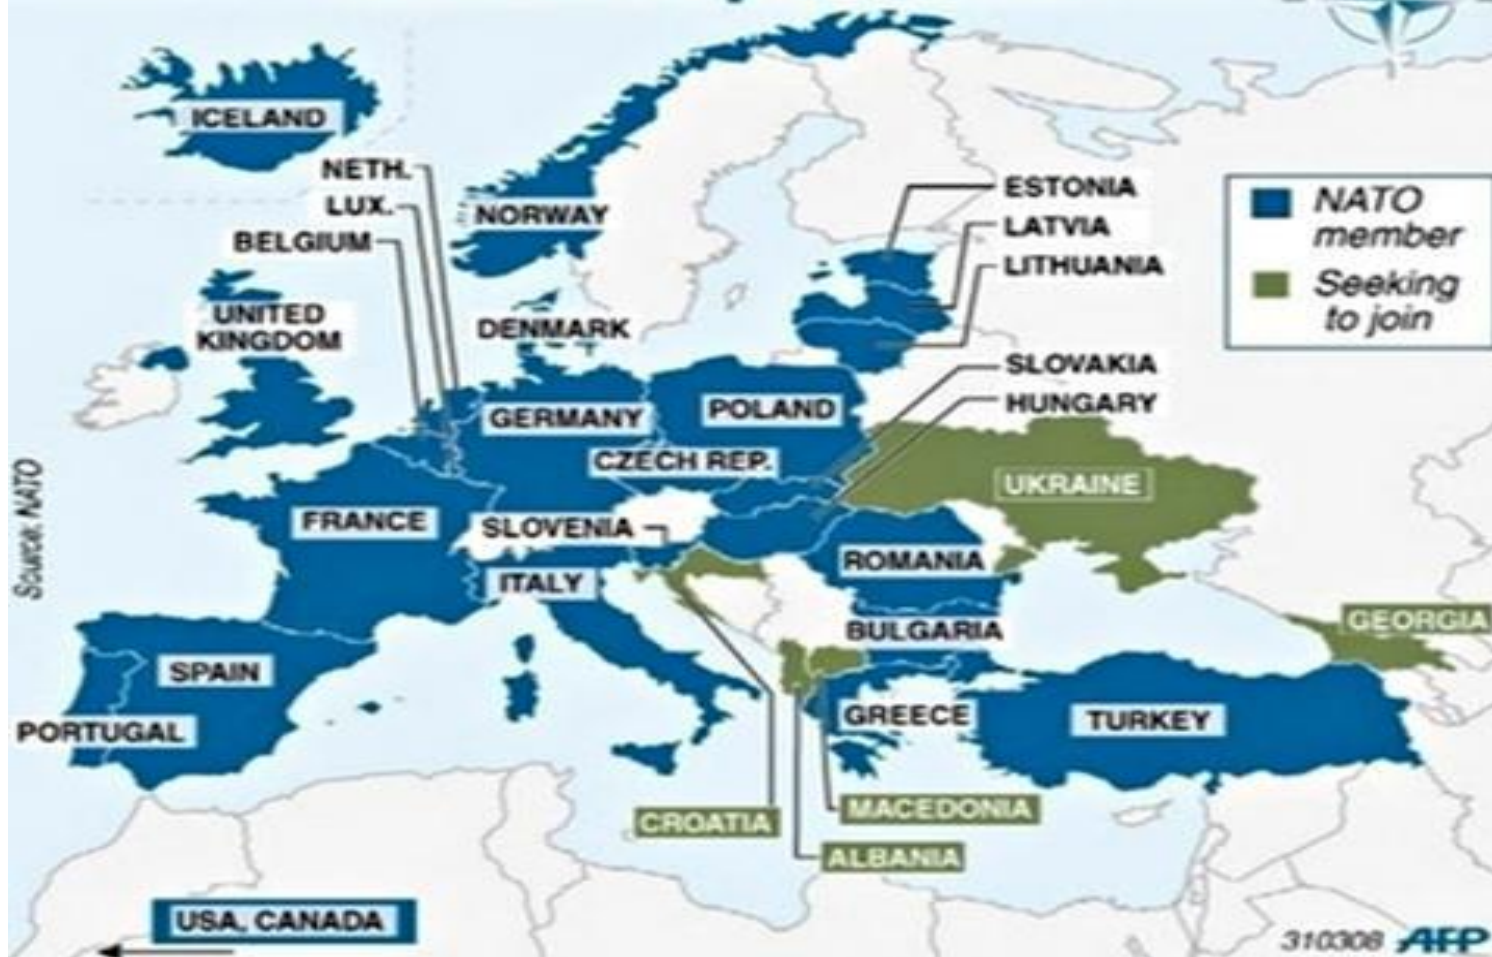 ICELAND
NETH.
LUX.
BELGIUM
NORWAY
ESTONIA
LATVIA
LITHUANIA
NATO
member
Seeking
to join
UNITED
KINGDOM
DENMARK
SLOVAKIA
HUNGARY
GERMANY
POLAND
CZECH REP.
UKRAINE
FRANCE
SLOVENIA
ITALY
ROMANIA
BULGARIA
GEORGIA
SPAIN
PORTUGAL
GREECE
TURKEY
CROATIA
MACEDONIA
ALBANIA
USA, CANADA
Source: NATO
310308 AFP